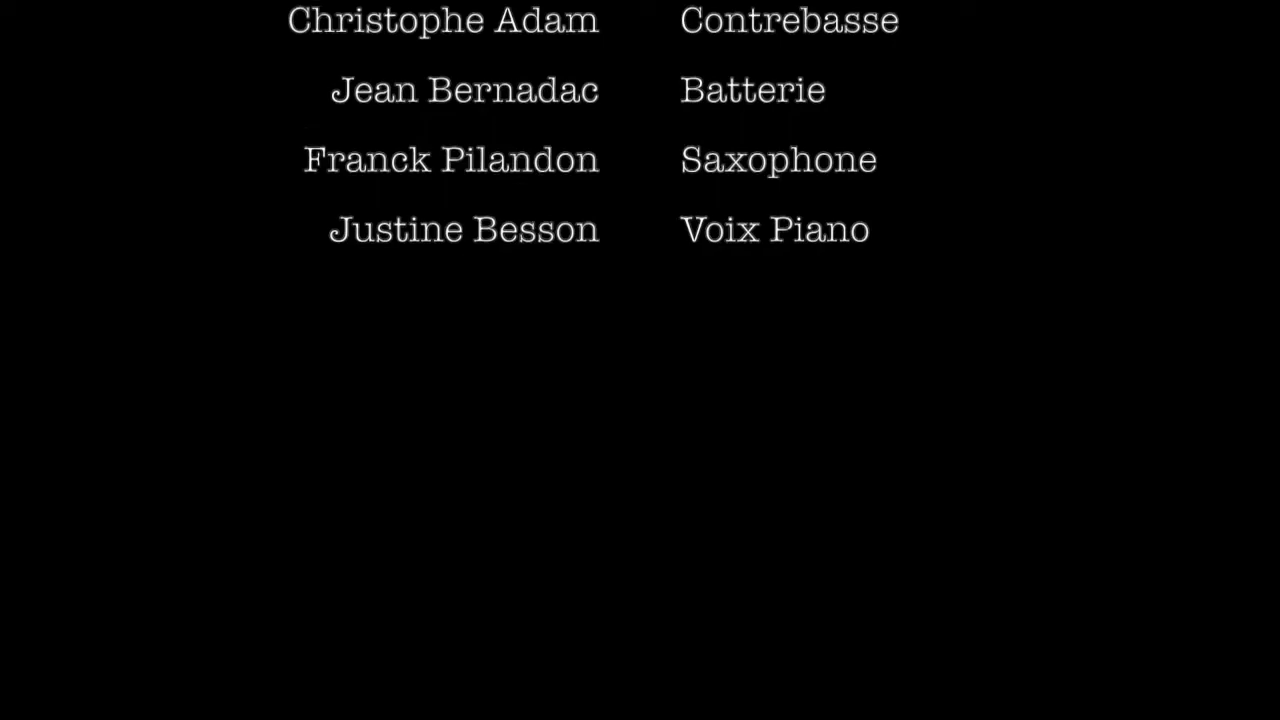 Christophe Adam Contrebasse
Jean Bernadac Batterie
Franck Pilandon Saxophone
Justine Besson Voix Piano